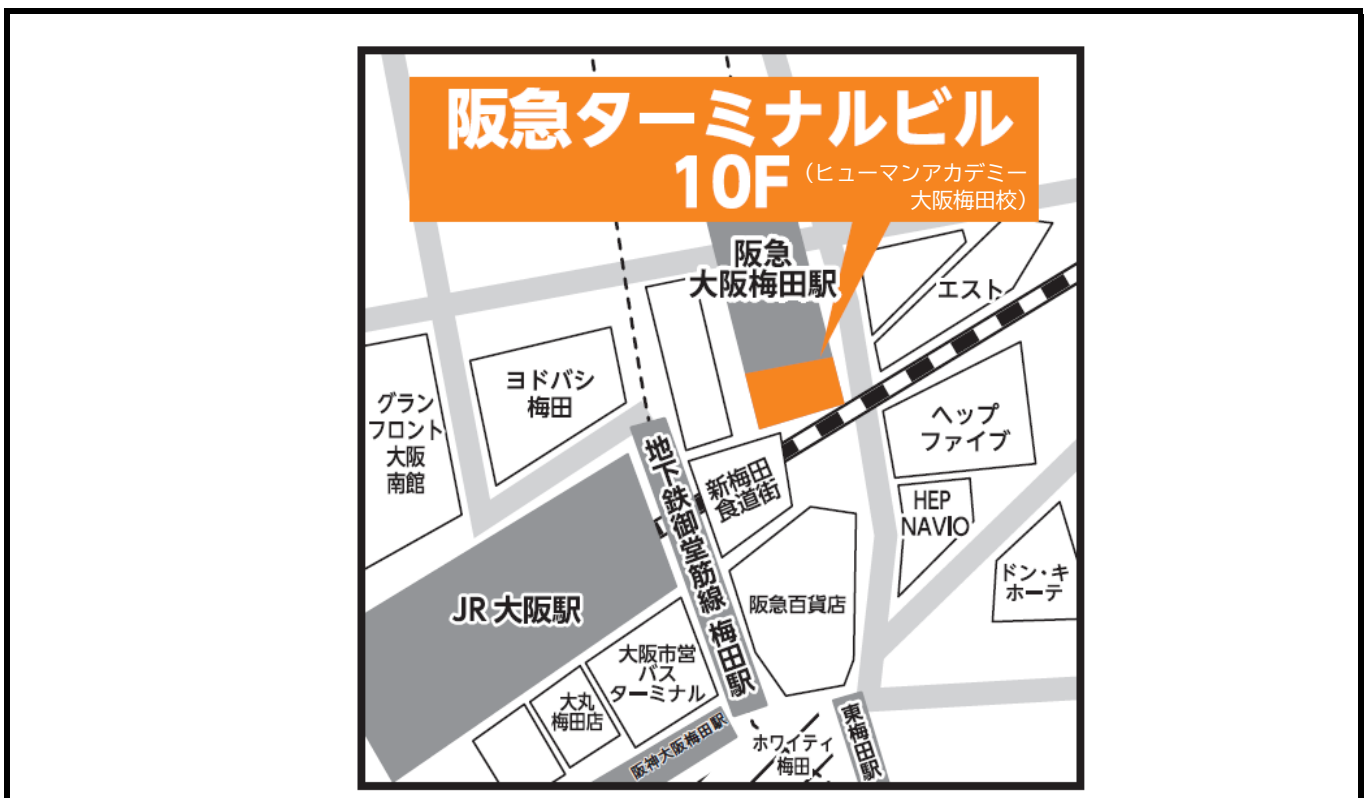 阪急ターミナルビル
10F
(ヒューマンアカデミー
大阪梅田校)
阪急
大阪梅田駅
エスト
ヨドバシ
梅田
グラン
フロント
大阪
南館
ヘップ
ファイブ
地下鉄御堂筋線 梅田駅
新梅田
食道街
HEP
NAVIO
ドン・キ
ホーテ
JR 大阪駅
阪急百貨店
大阪市営
バス
ターミナル
大丸
梅田店
阪神大阪梅田駅
ホワイティ
梅田
東梅田駅